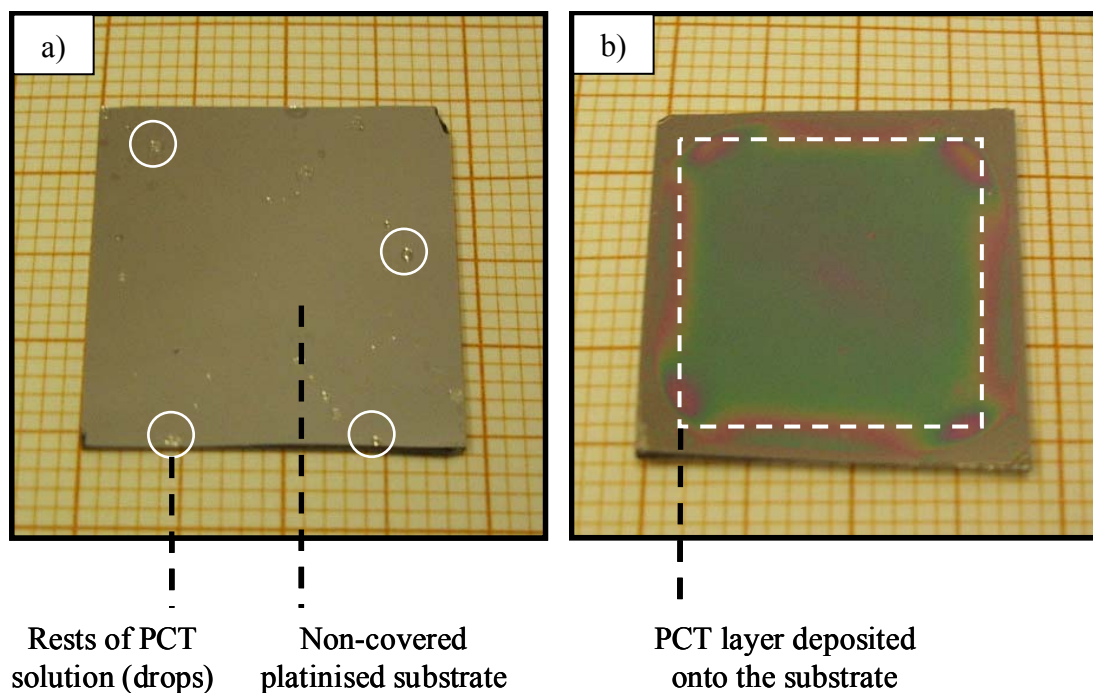 a)
b)
Rests of PCT
solution (drops)
Non-covered
platinised substrate
PCT layer deposited
onto the substrate